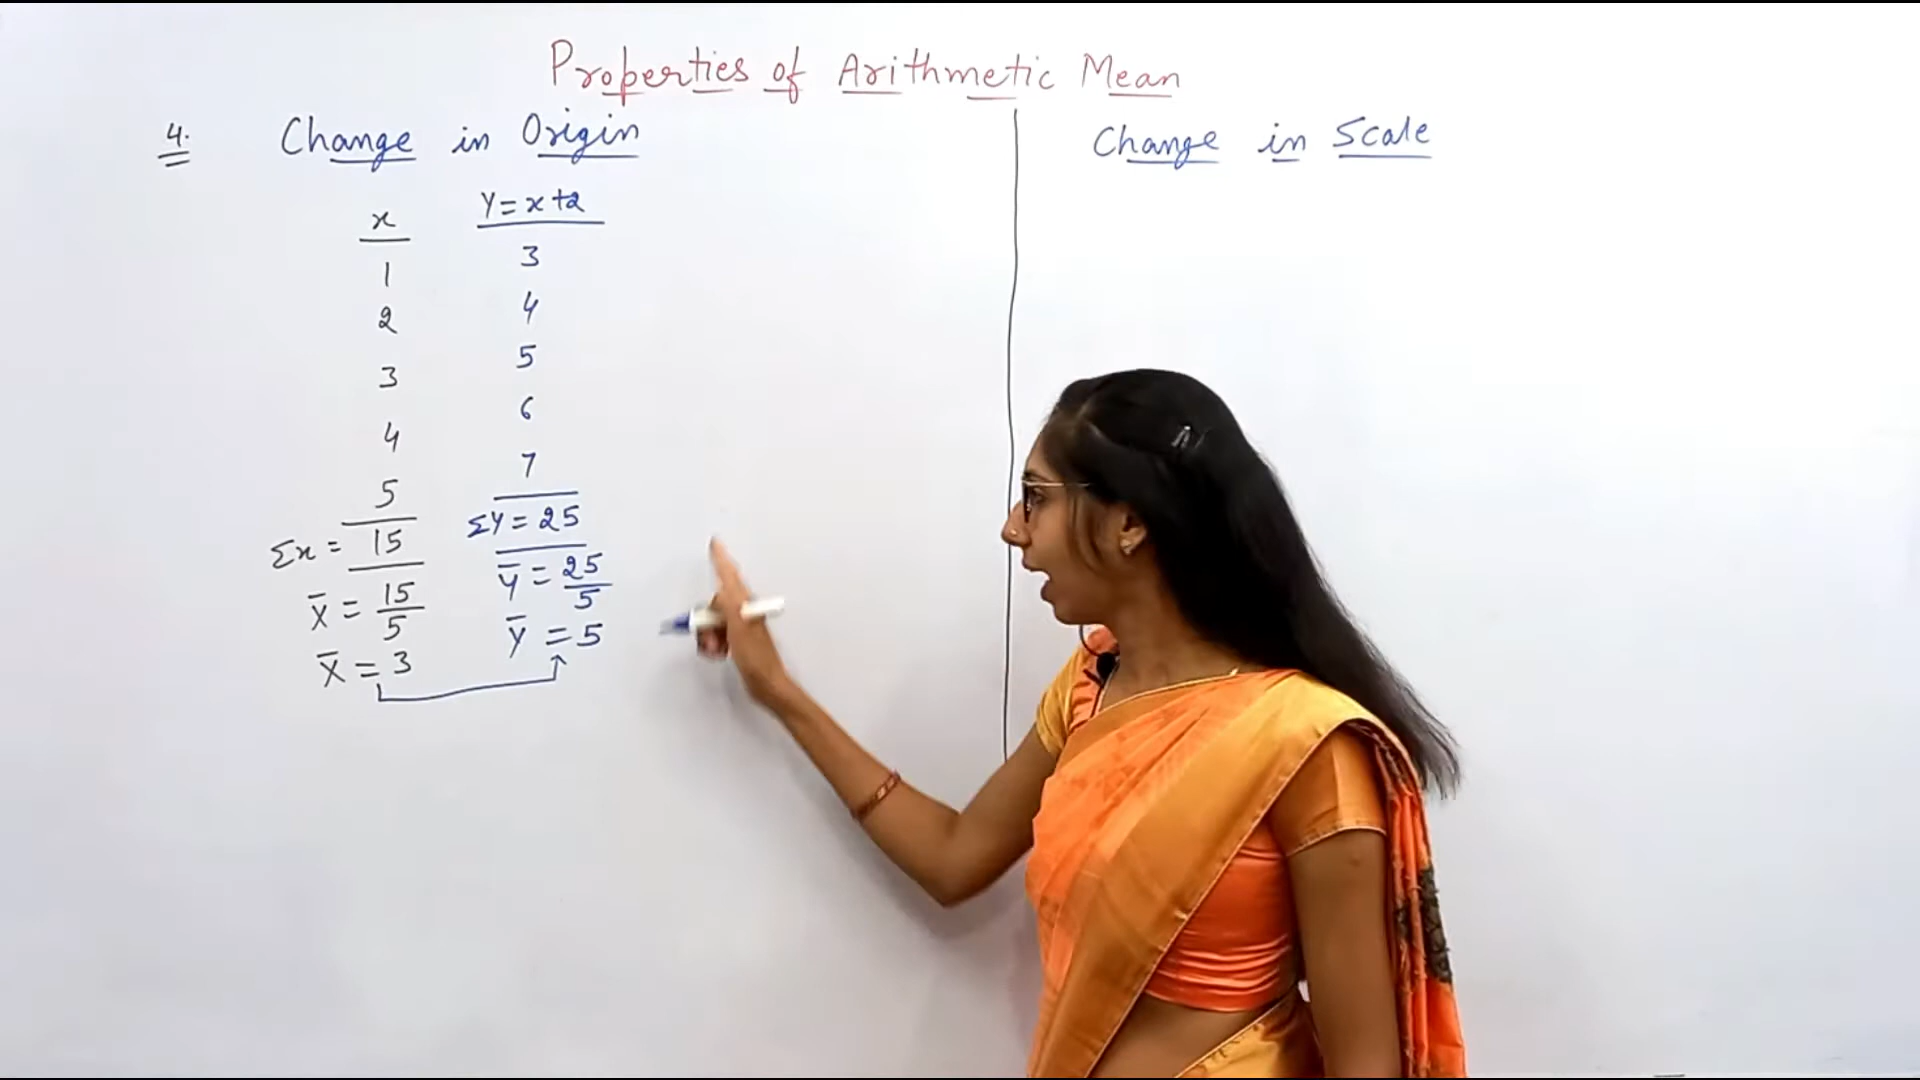 Properties of Arithmetic Mean
4. Change in Origin
x Y = x+2
1 3
2 4
3 5
4 6
5 7
Σx = 15 ΣY = 25
X̄ = 15/5 Ȳ = 25/5
X̄ = 3 Ȳ = 5
Change in Scale